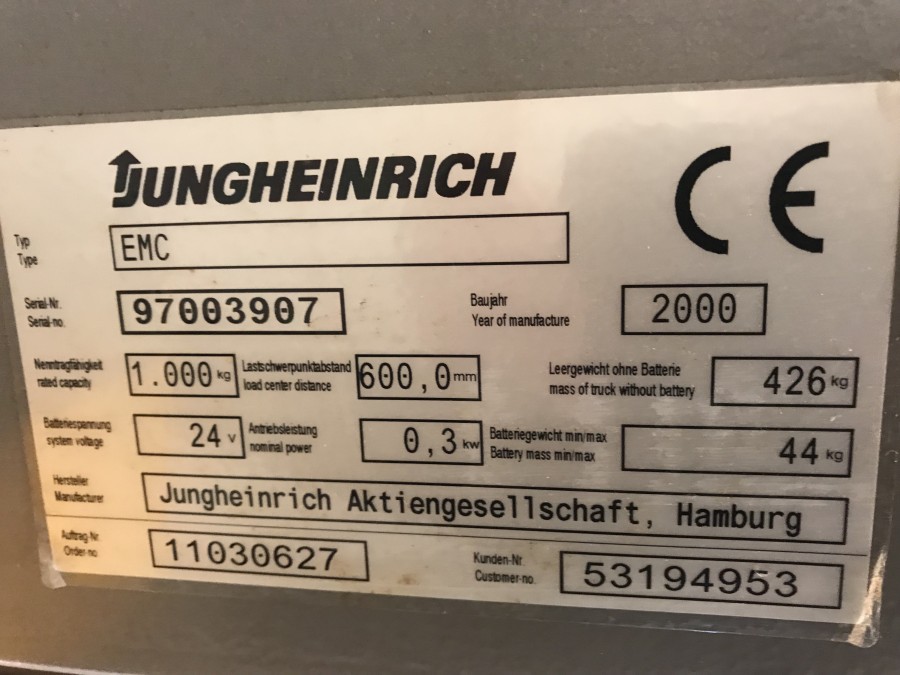 JUNGHEINRICH CE
Typ
Type EMC
Serial-Nr.
Serial-no. 97003907 Baujahr
Year of manufacture 2000
Nenntragfähigkeit
rated capacity 1.000 kg Lastschwerpunktabstand
load center distance 600,0 mm Leergewicht ohne Batterie
mass of truck without battery 426 kg
Batteriespannung
system voltage 24 V Antriebsleistung
nominal power 0,3 kw Batteriegewicht min/max
Battery mass min/max 44 kg
Hersteller
Manufacturer Jungheinrich Aktiengesellschaft, Hamburg
Auftrag-Nr.
Order-no 11030627 Kunden-Nr
Customer-no. 53194953